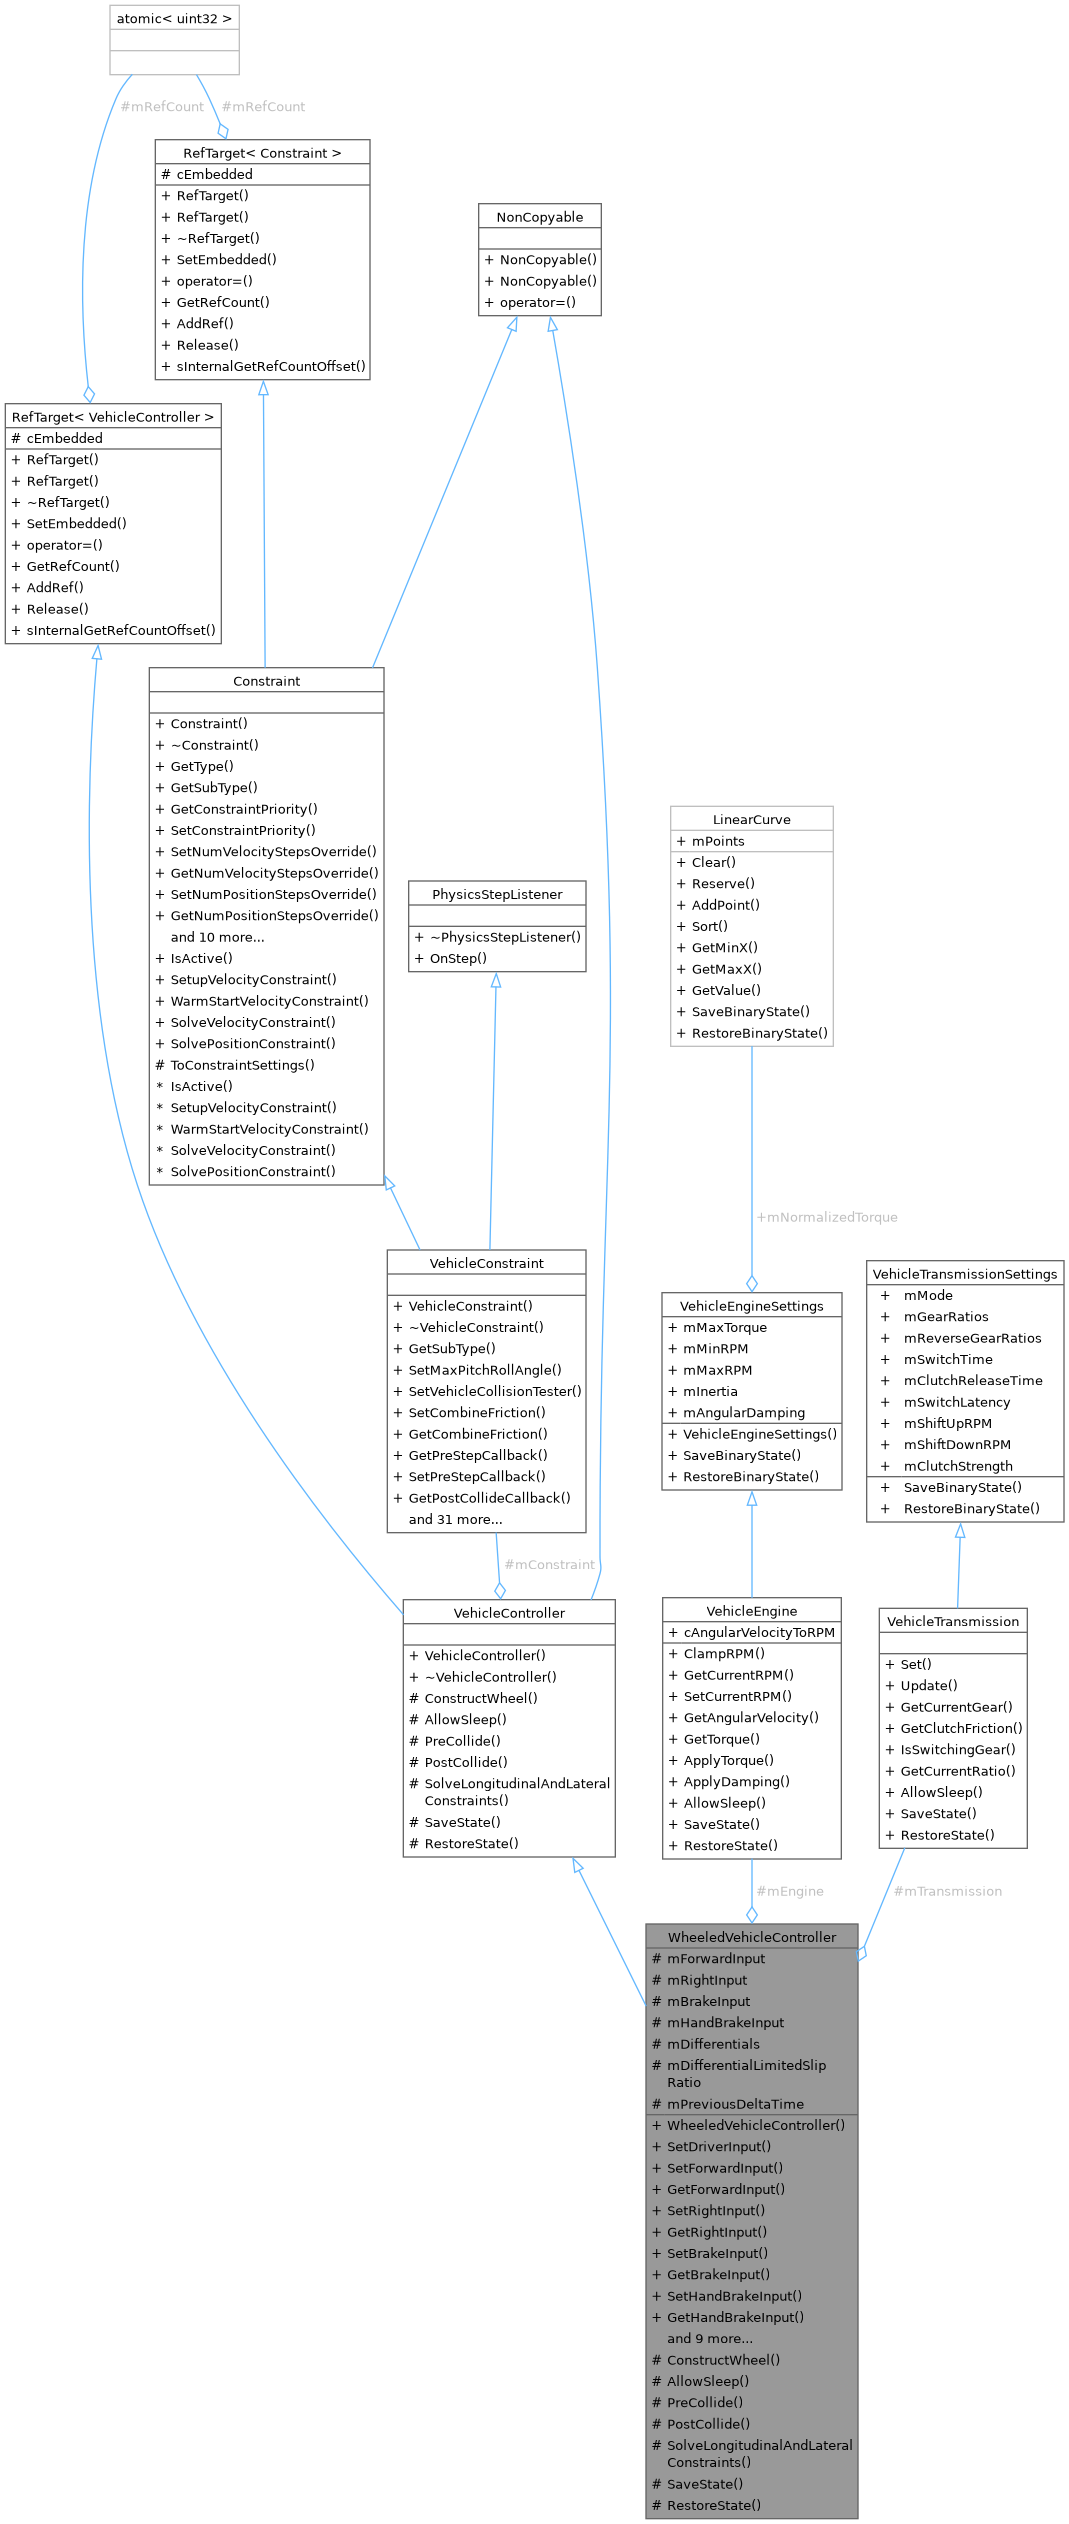 atomic< uint32 >
#mRefCount
#mRefCount
RefTarget< Constraint >
# cEmbedded
+ RefTarget()
+ RefTarget()
+ ~RefTarget()
+ SetEmbedded()
+ operator=()
+ GetRefCount()
+ AddRef()
+ Release()
+ sInternalGetRefCountOffset()
NonCopyable
+ NonCopyable()
+ NonCopyable()
+ operator=()
RefTarget< VehicleController >
# cEmbedded
+ RefTarget()
+ RefTarget()
+ ~RefTarget()
+ SetEmbedded()
+ operator=()
+ GetRefCount()
+ AddRef()
+ Release()
+ sInternalGetRefCountOffset()
Constraint
+ Constraint()
+ ~Constraint()
+ GetType()
+ GetSubType()
+ GetConstraintPriority()
+ SetConstraintPriority()
+ SetNumVelocityStepsOverride()
+ GetNumVelocityStepsOverride()
+ SetNumPositionStepsOverride()
+ GetNumPositionStepsOverride()
and 10 more...
+ IsActive()
+ SetupVelocityConstraint()
+ WarmStartVelocityConstraint()
+ SolveVelocityConstraint()
+ SolvePositionConstraint()
# ToConstraintSettings()
* IsActive()
* SetupVelocityConstraint()
* WarmStartVelocityConstraint()
* SolveVelocityConstraint()
* SolvePositionConstraint()
LinearCurve
+ mPoints
+ Clear()
+ Reserve()
+ AddPoint()
+ Sort()
+ GetMinX()
+ GetMaxX()
+ GetValue()
+ SaveBinaryState()
+ RestoreBinaryState()
PhysicsStepListener
+ ~PhysicsStepListener()
+ OnStep()
+mNormalizedTorque
VehicleConstraint
+ VehicleConstraint()
+ ~VehicleConstraint()
+ GetSubType()
+ SetMaxPitchRollAngle()
+ SetVehicleCollisionTester()
+ SetCombineFriction()
+ GetCombineFriction()
+ GetPreStepCallback()
+ SetPreStepCallback()
+ GetPostCollideCallback()
and 31 more...
VehicleEngineSettings
+ mMaxTorque
+ mMinRPM
+ mMaxRPM
+ mInertia
+ mAngularDamping
+ VehicleEngineSettings()
+ SaveBinaryState()
+ RestoreBinaryState()
VehicleTransmissionSettings
+ mMode
+ mGearRatios
+ mReverseGearRatios
+ mSwitchTime
+ mClutchReleaseTime
+ mSwitchLatency
+ mShiftUpRPM
+ mShiftDownRPM
+ mClutchStrength
+ SaveBinaryState()
+ RestoreBinaryState()
#mConstraint
VehicleController
+ VehicleController()
+ ~VehicleController()
# ConstructWheel()
# AllowSleep()
# PreCollide()
# PostCollide()
# SolveLongitudinalAndLateral
Constraints()
# SaveState()
# RestoreState()
VehicleEngine
+ cAngularVelocityToRPM
+ ClampRPM()
+ GetCurrentRPM()
+ SetCurrentRPM()
+ GetAngularVelocity()
+ GetTorque()
+ ApplyTorque()
+ ApplyDamping()
+ AllowSleep()
+ SaveState()
+ RestoreState()
VehicleTransmission
+ Set()
+ Update()
+ GetCurrentGear()
+ GetClutchFriction()
+ IsSwitchingGear()
+ GetCurrentRatio()
+ AllowSleep()
+ SaveState()
+ RestoreState()
#mEngine
#mTransmission
WheeledVehicleController
# mForwardInput
# mRightInput
# mBrakeInput
# mHandBrakeInput
# mDifferentials
# mDifferentialLimitedSlip
Ratio
# mPreviousDeltaTime
+ WheeledVehicleController()
+ SetDriverInput()
+ SetForwardInput()
+ GetForwardInput()
+ SetRightInput()
+ GetRightInput()
+ SetBrakeInput()
+ GetBrakeInput()
+ SetHandBrakeInput()
+ GetHandBrakeInput()
and 9 more...
# ConstructWheel()
# AllowSleep()
# PreCollide()
# PostCollide()
# SolveLongitudinalAndLateral
Constraints()
# SaveState()
# RestoreState()